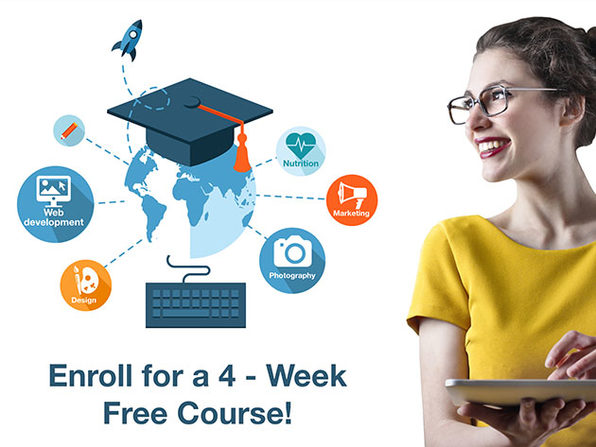 Nutrition
Web
development
Marketing
Photography
Design
Enroll for a 4 - Week
Free Course!